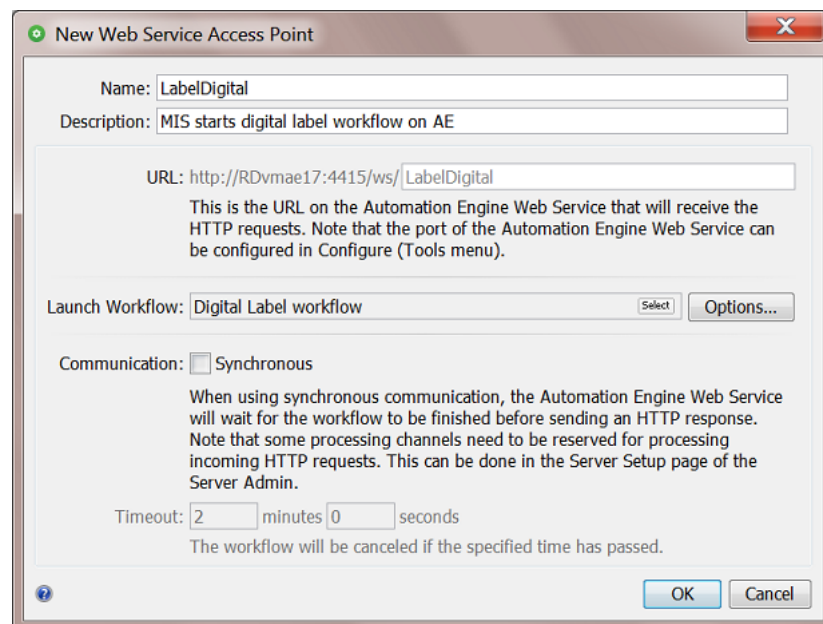 New Web Service Access Point
Name: LabelDigital
Description: MIS starts digital label workflow on AE
URL: http://RDvmae17:4415/ws/ LabelDigital
This is the URL on the Automation Engine Web Service that will receive the
HTTP requests. Note that the port of the Automation Engine Web Service can
be configured in Configure (Tools menu).
Launch Workflow: Digital Label workflow Select Options...
Communication: Synchronous
When using synchronous communication, the Automation Engine Web Service
will wait for the workflow to be finished before sending an HTTP response.
Note that some processing channels need to be reserved for processing
incoming HTTP requests. This can be done in the Server Setup page of the
Server Admin.
Timeout: 2 minutes 0 seconds
The workflow will be canceled if the specified time has passed.
? OK Cancel